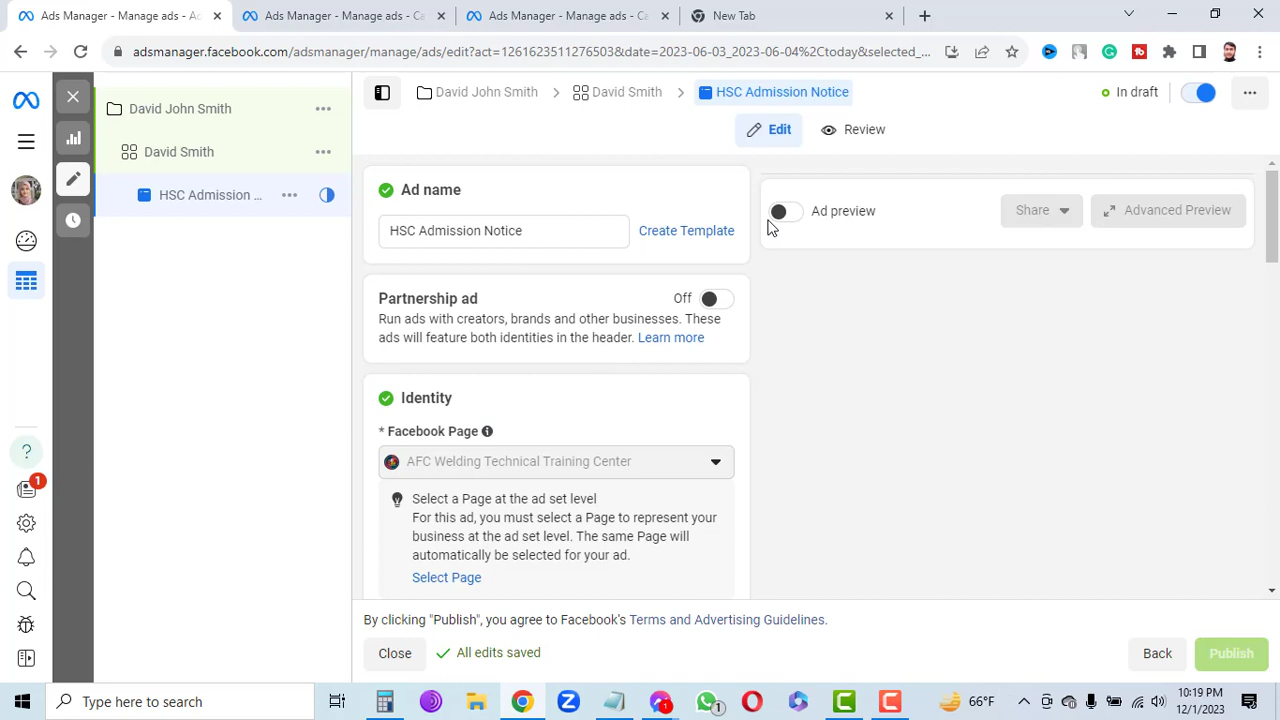 Ads Manager - Manage ads - Ac
Ads Manager - Manage ads - Ca
Ads Manager - Manage ads - Ca
New Tab
adsmanager.facebook.com/adsmanager/manage/ads/edit?act=1261623511276503&date=2023-06-03_2023-06-04%2Ctoday&selected_...
David John Smith
David Smith
HSC Admission Notice
In draft
David John Smith
Edit
Review
David Smith
HSC Admission ...
Ad name
HSC Admission Notice
Create Template
Ad preview
Share
Advanced Preview
Partnership ad
Off
Run ads with creators, brands and other businesses. These
ads will feature both identities in the header. Learn more
Identity
* Facebook Page
AFC Welding Technical Training Center
Select a Page at the ad set level
For this ad, you must select a Page to represent your
business at the ad set level. The same Page will
automatically be selected for your ad.
Select Page
?
1
By clicking "Publish", you agree to Facebook's Terms and Advertising Guidelines.
Close
All edits saved
Back
Publish
Type here to search
1
1
66°F
10:19 PM
12/1/2023